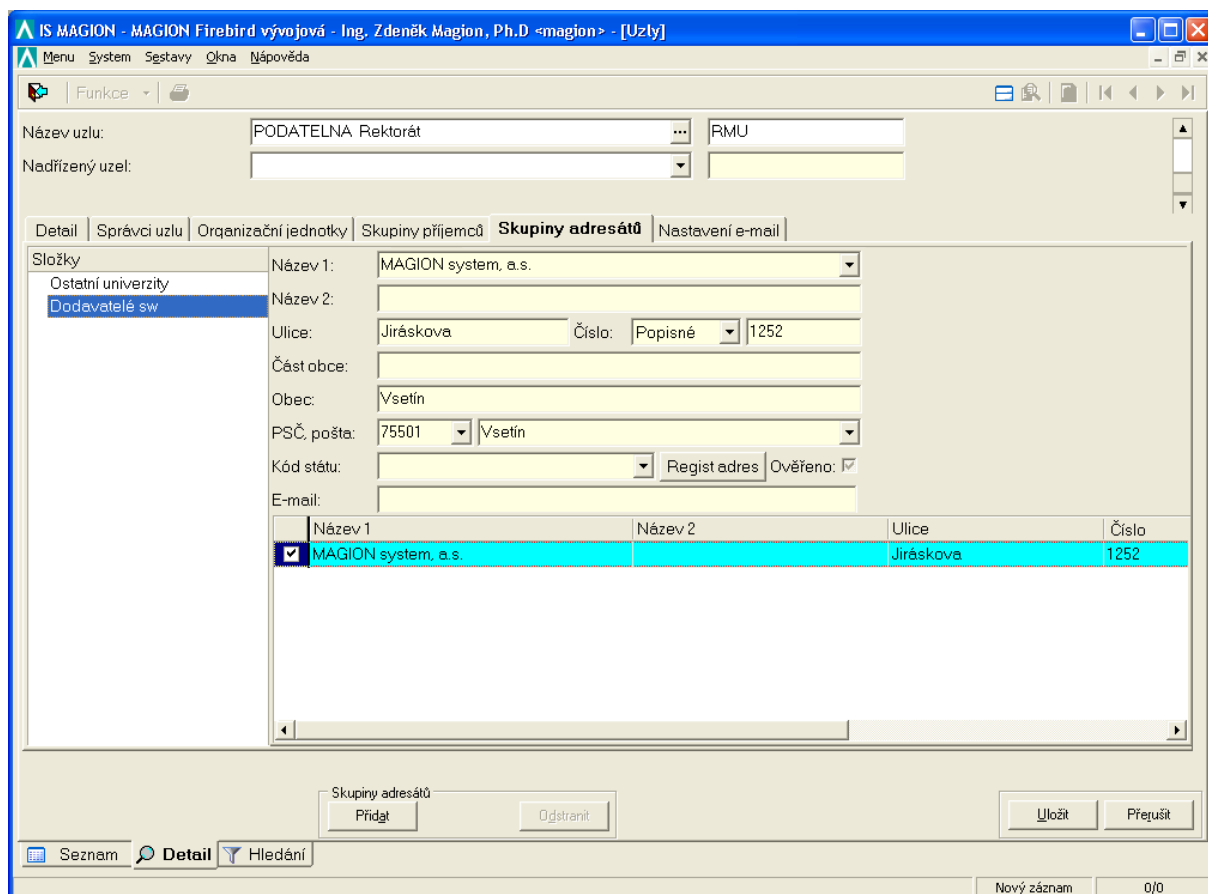 IS MAGION - MAGION Firebird vývojová - Ing. Zdeněk Magion, Ph.D <magion> - [Uzly]
Menu System Sestavy Okna Nápověda
Funkce
Název uzlu: PODATELNA Rektorát ... RMU
Nadřízený uzel:
Detail Správci uzlu Organizační jednotky Skupiny příjemců Skupiny adresátů Nastavení e-mail
Složky
Ostatní univerzity
Dodavatelé sw
Název 1: MAGION system, a.s.
Název 2:
Ulice: Jiráskova Číslo: Popisné 1252
Část obce:
Obec: Vsetín
PSČ, pošta: 75501 Vsetín
Kód státu: Regist adres Ověřeno:
E-mail:
Název 1 Název 2 Ulice Číslo
MAGION system, a.s. Jiráskova 1252
Skupiny adresátů
Přidat Odstranit Uložit Přerušit
Seznam Detail Hledání
Nový záznam 0/0